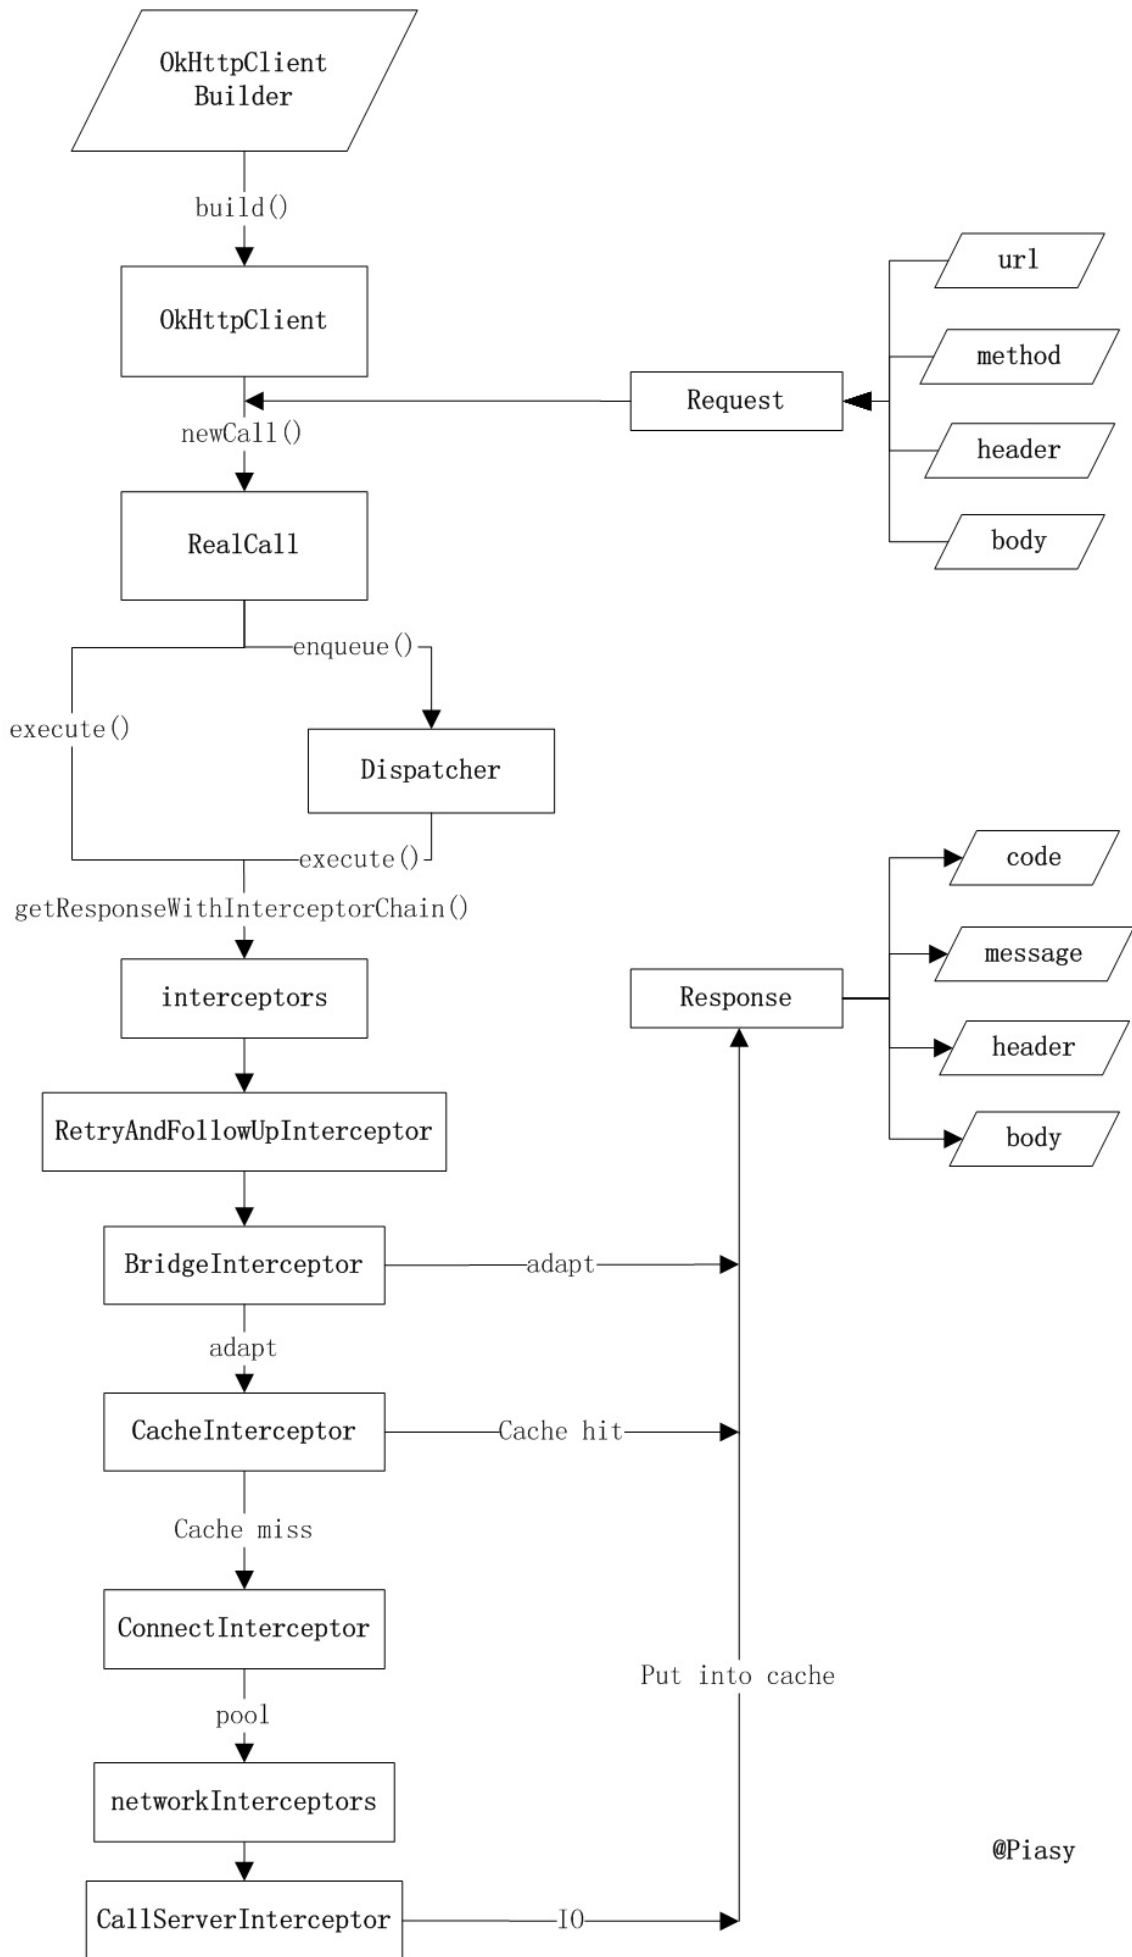 OkHttpClient
Builder
build()
url
OkHttpClient
method
Request
newCall()
header
RealCall
body
enqueue()
execute()
Dispatcher
code
execute()
getResponseWithInterceptorChain()
message
interceptors
Response
header
RetryAndFollowUpInterceptor
body
BridgeInterceptor
adapt
adapt
CacheInterceptor
Cache hit
Cache miss
ConnectInterceptor
Put into cache
pool
networkInterceptors
@Piasy
CallServerInterceptor
IO